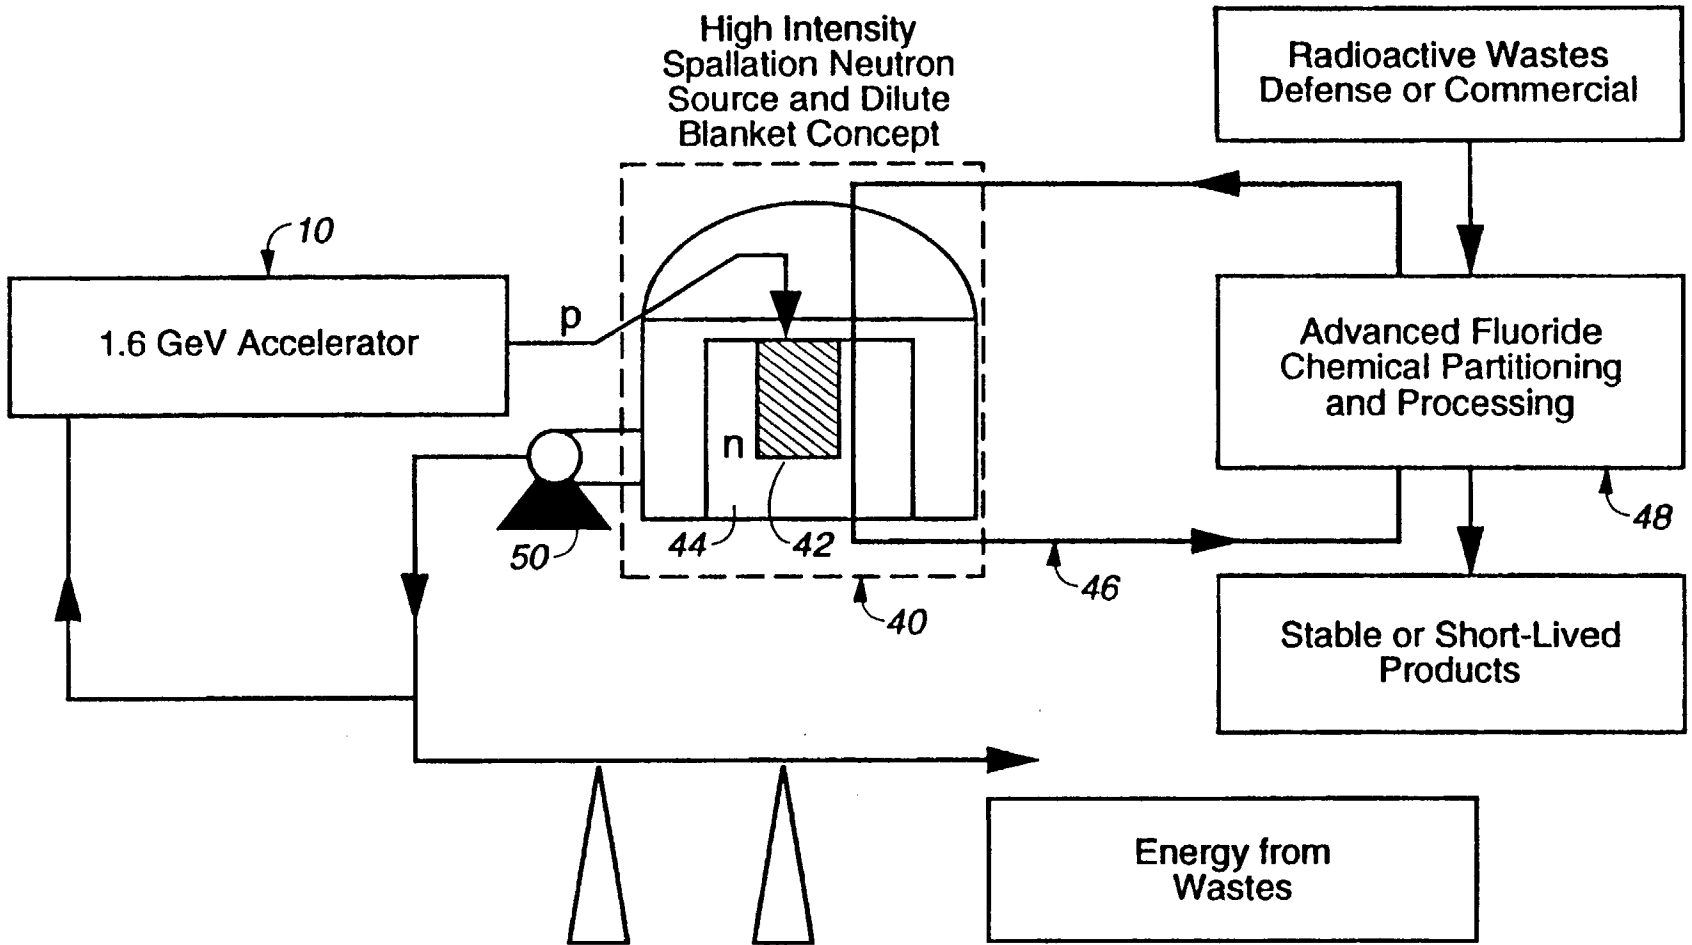 High Intensity
Spallation Neutron
Source and Dilute
Blanket Concept
Radioactive Wastes
Defense or Commercial
10
1.6 GeV Accelerator
p
n
Advanced Fluoride
Chemical Partitioning
and Processing
48
50
44
42
46
40
Stable or Short-Lived
Products
Energy from
Wastes